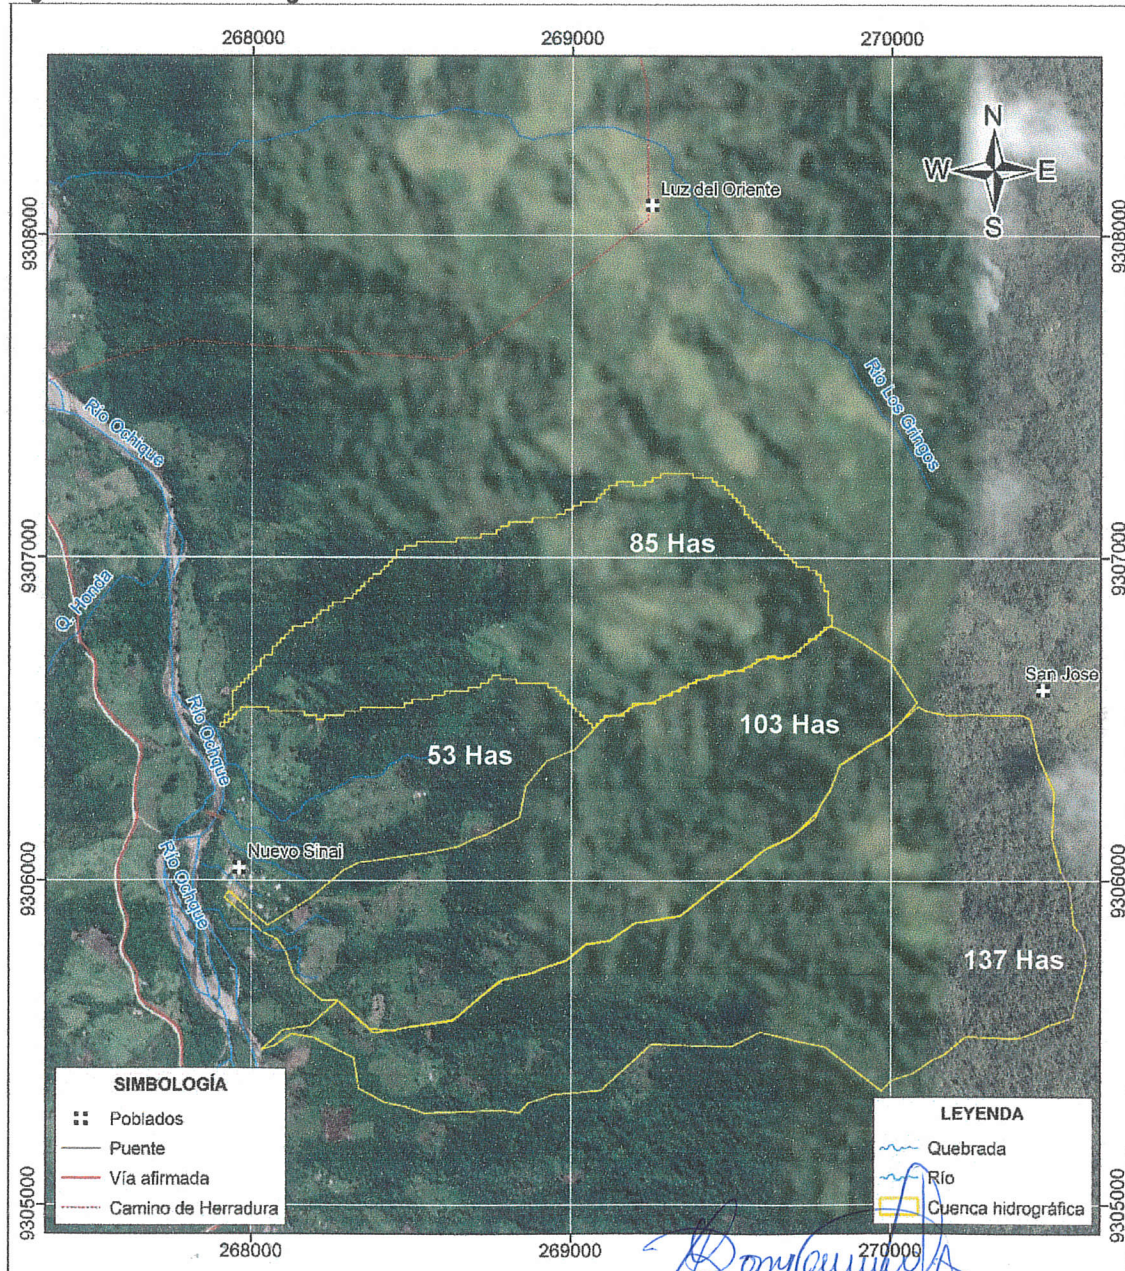 268000
269000
270000
N
W E
S
Luz del Oriente
9308000
9308000
Río Los Gringos
Río Ochique
85 Has
9307000
9307000
Q. Honda
San Jose
Río Ochque
103 Has
53 Has
Nuevo Sinai
Río Ochque
9306000
9306000
137 Has
SIMBOLOGÍA
Poblados
Puente
Vía afirmada
Camino de Herradura
LEYENDA
Quebrada
Río
Cuenca hidrográfica
9305000
9305000
268000
269000
270000